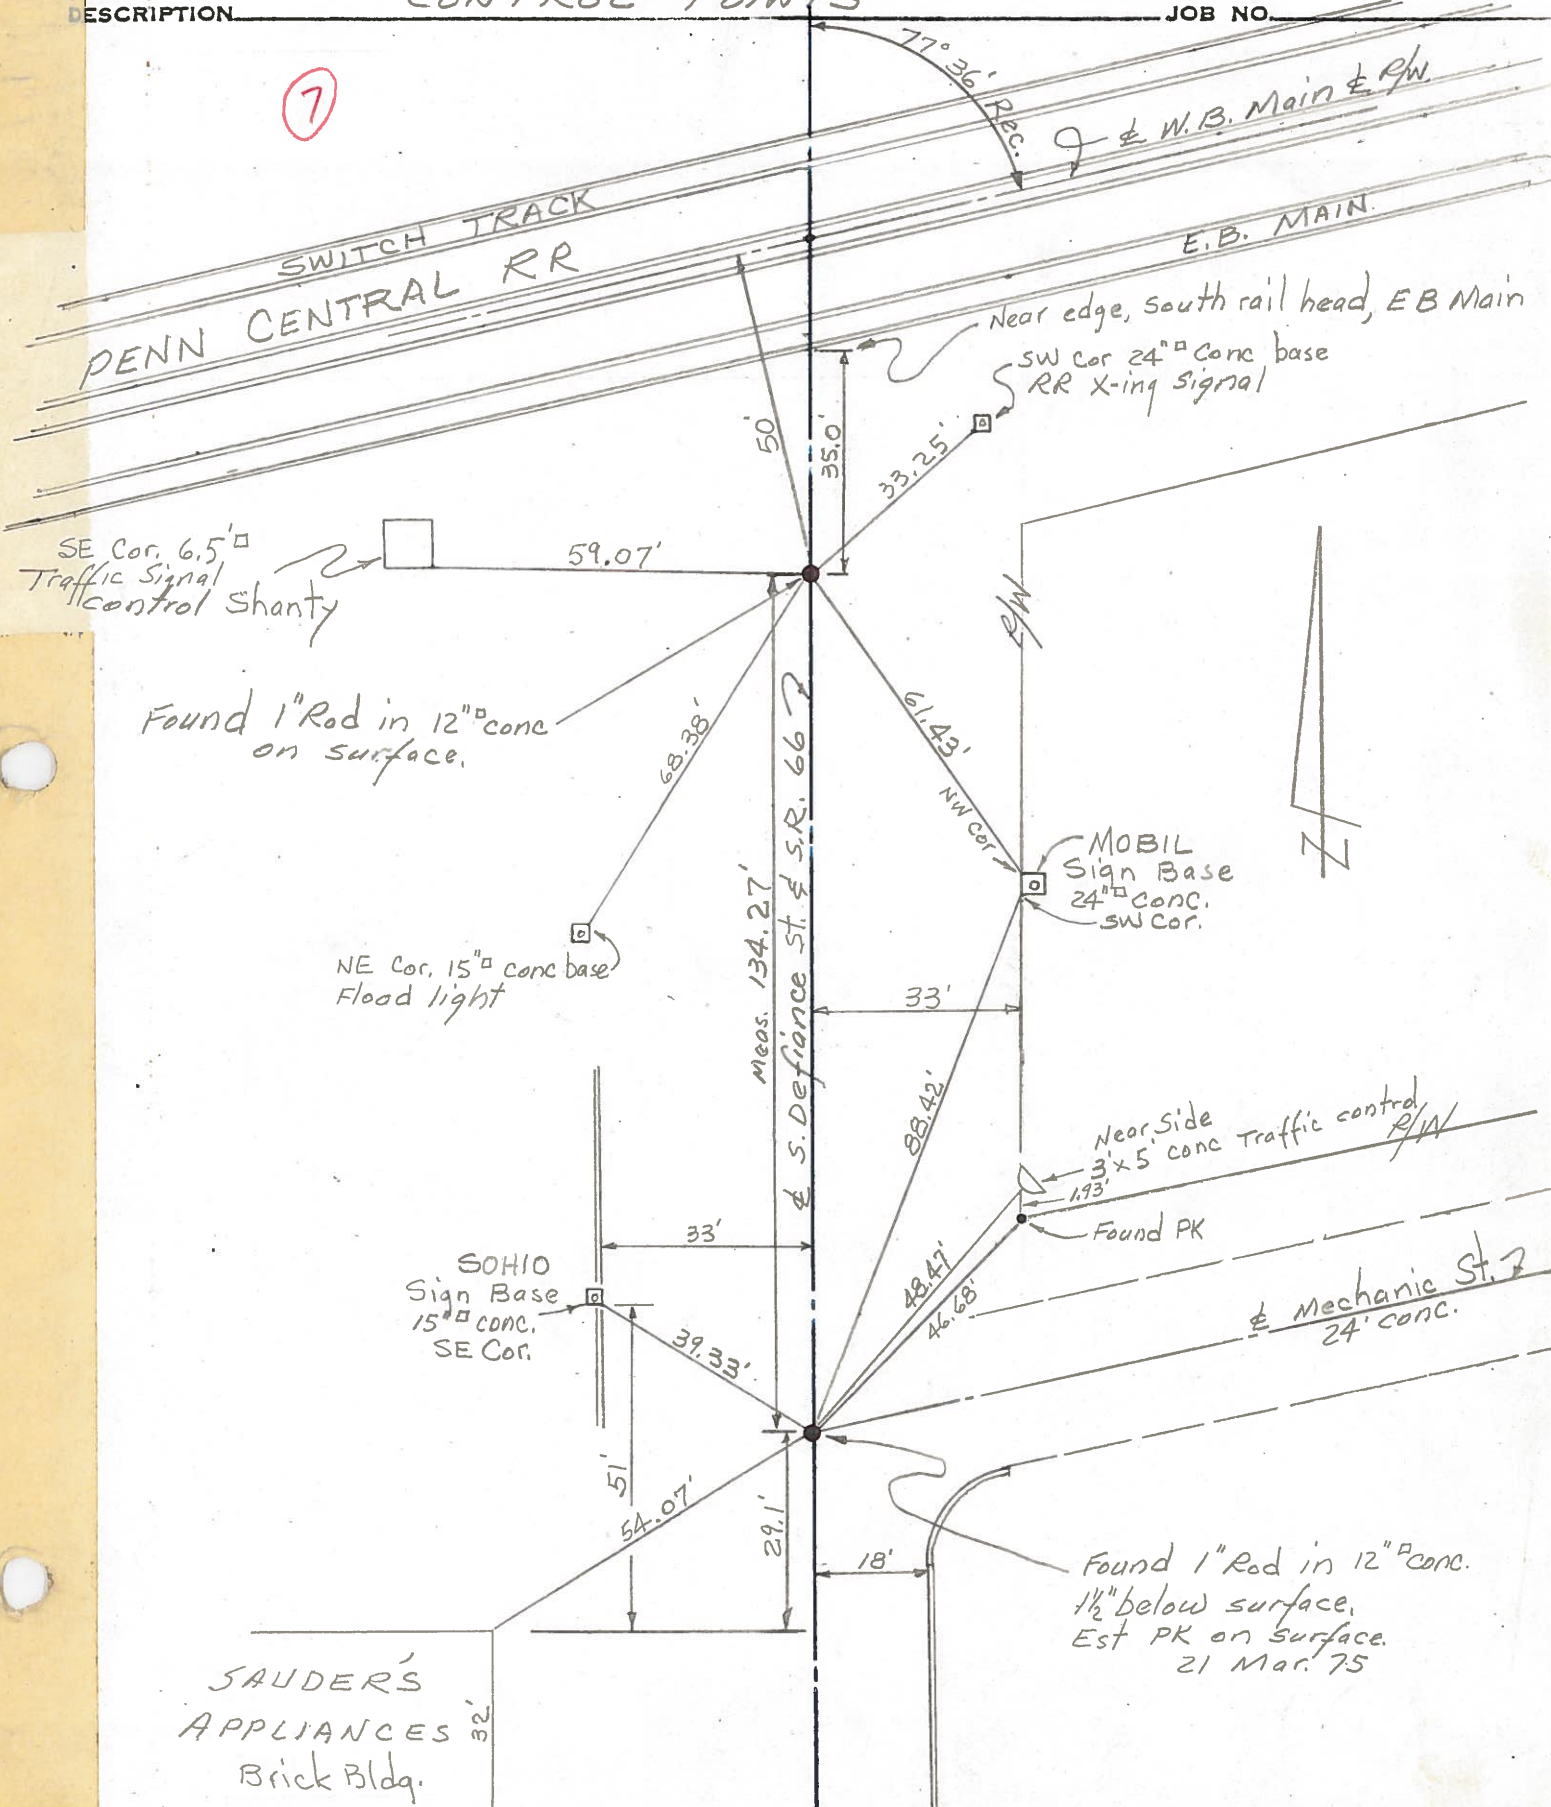 DESCRIPTION CONTROL POINTS JOB NO.
7
77° 36' Rec.
℄ W.B. Main ℄ R/W
SWITCH TRACK
PENN CENTRAL RR
E.B. MAIN
Near edge, south rail head, EB Main
SW Cor 24"□ Conc base
RR X-ing Signal
50'
35.0'
33.25'
SE Cor. 6.5'□
Traffic Signal
Control Shanty
59.07'
R/W
Found 1" Rod in 12"□ conc
on surface.
68.38'
61.43'
NW Cor
MOBIL
Sign Base
24"□ conc.
SW Cor.
N
Meas. 134.27'
℄ S. Defiance St. & S.R. 66
NE Cor. 15"□ conc base
Flood light
33'
88.42'
Near Side
3'x5' conc Traffic control
R/W
1.93'
Found PK
33'
SOHIO
Sign Base
15"□ conc.
SE Cor.
48.47'
46.68'
℄ Mechanic St.
24' conc.
39.33'
51'
54.07'
29.1'
18'
Found 1" Rod in 12"□ conc.
1½" below surface.
Est PK on surface.
21 Mar. 75
SAUDER'S
APPLIANCES
Brick Bldg.
32'